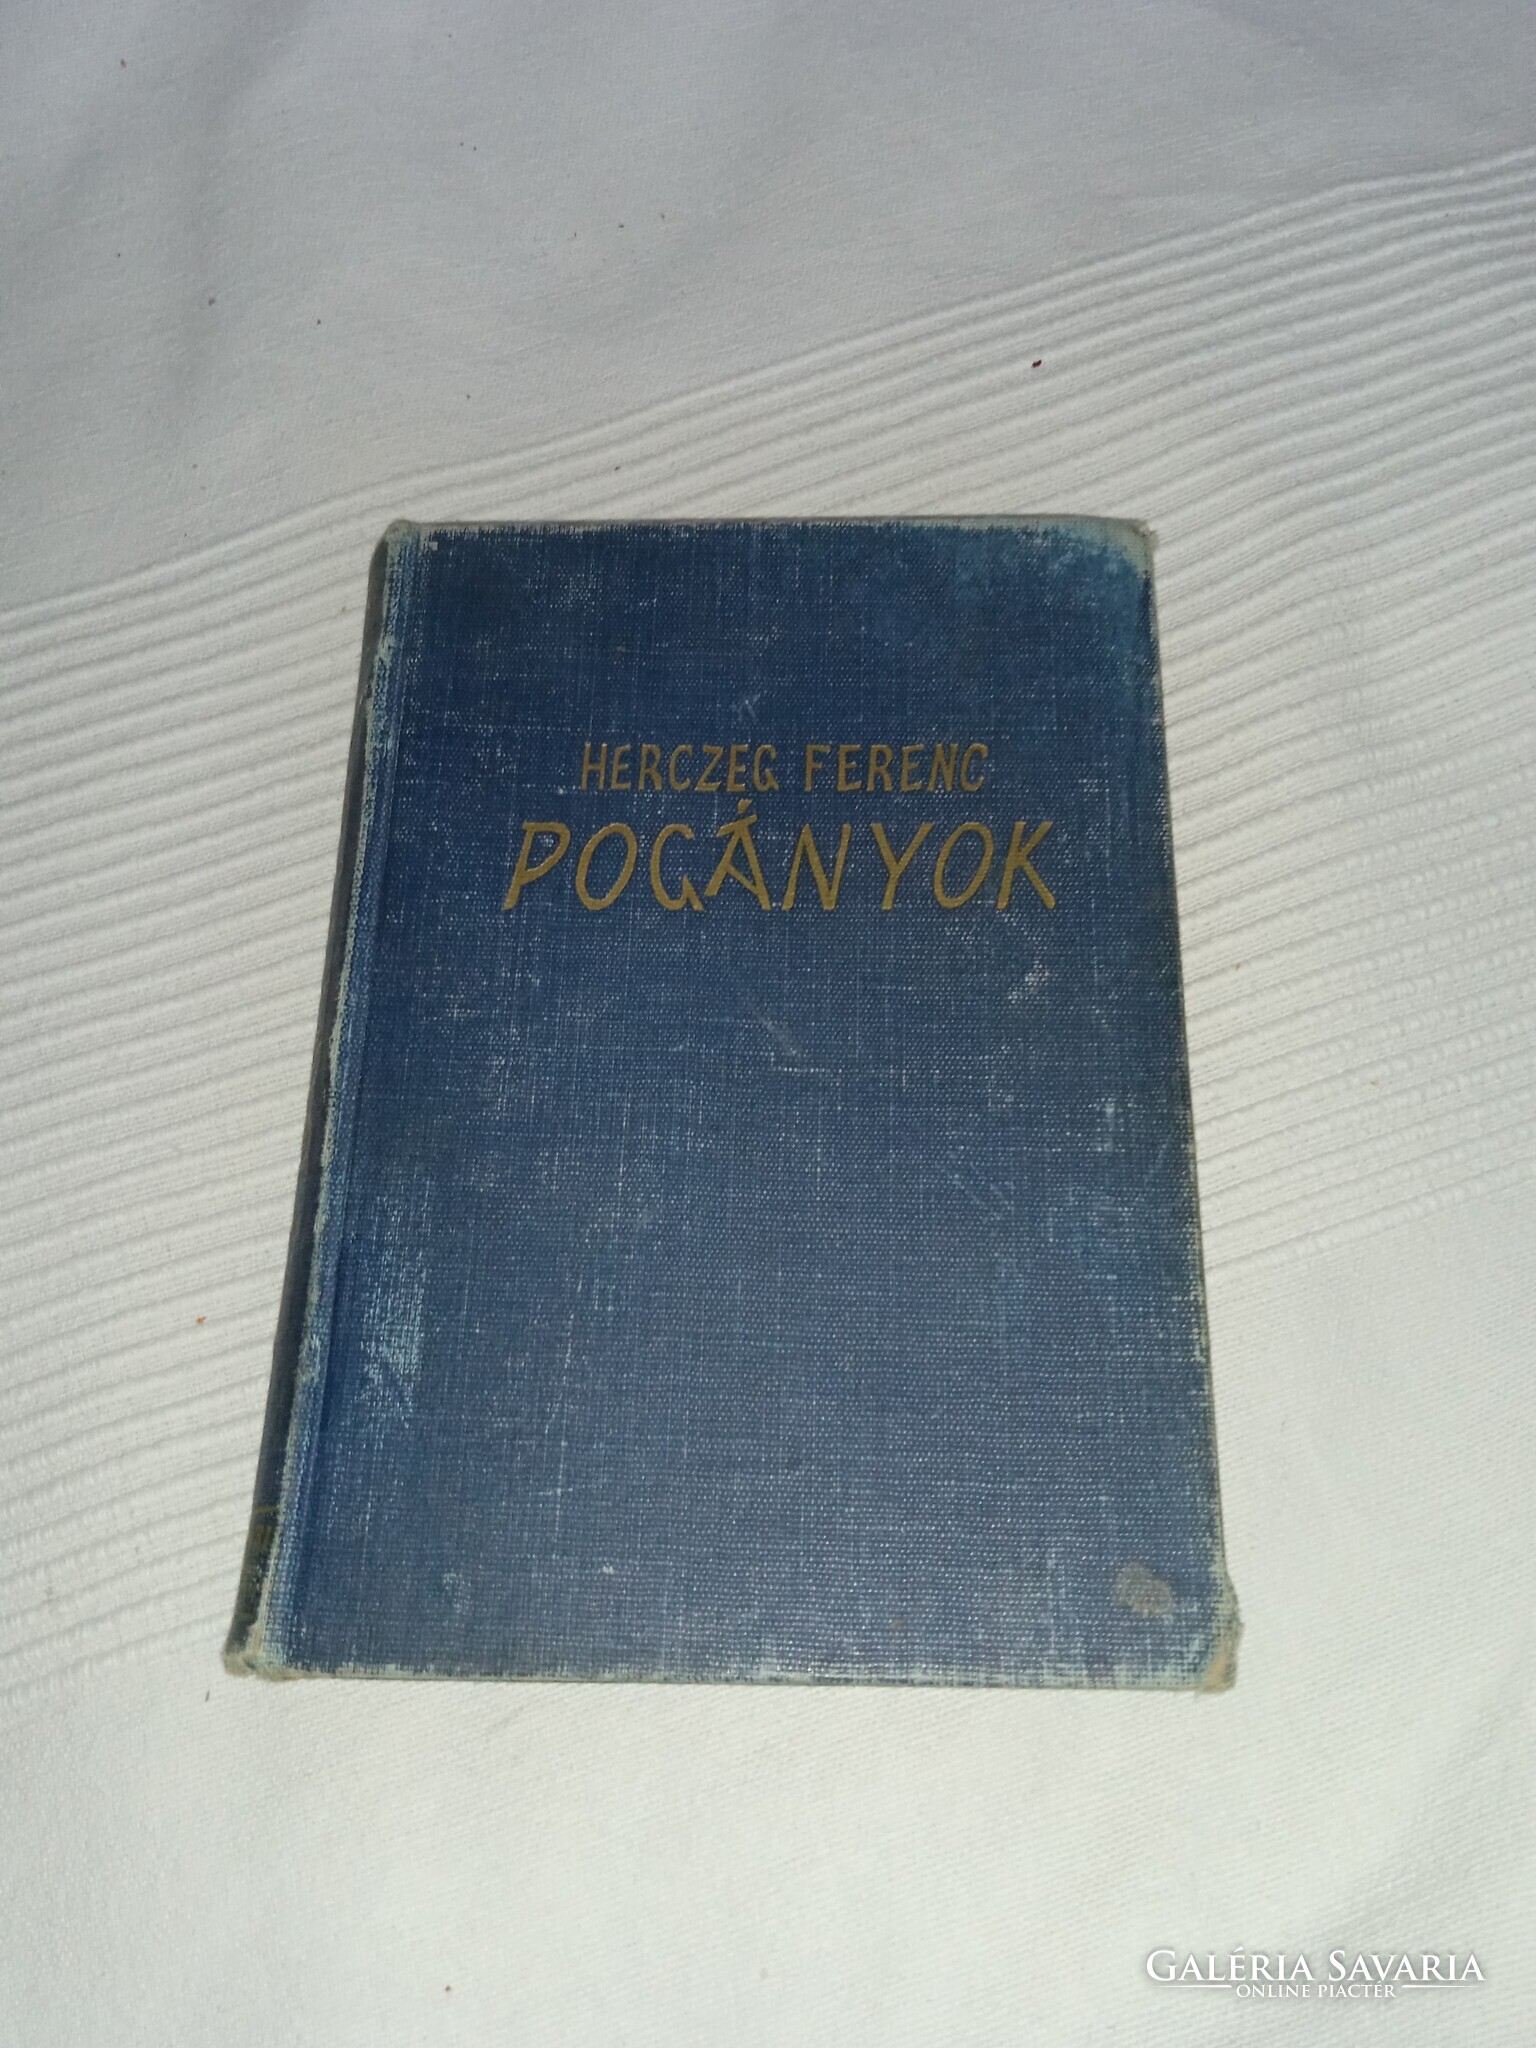 HERCZEG FERENC
POGÁNYOK
GALÉRIA SAVARIA
ONLINE PIACTÉR